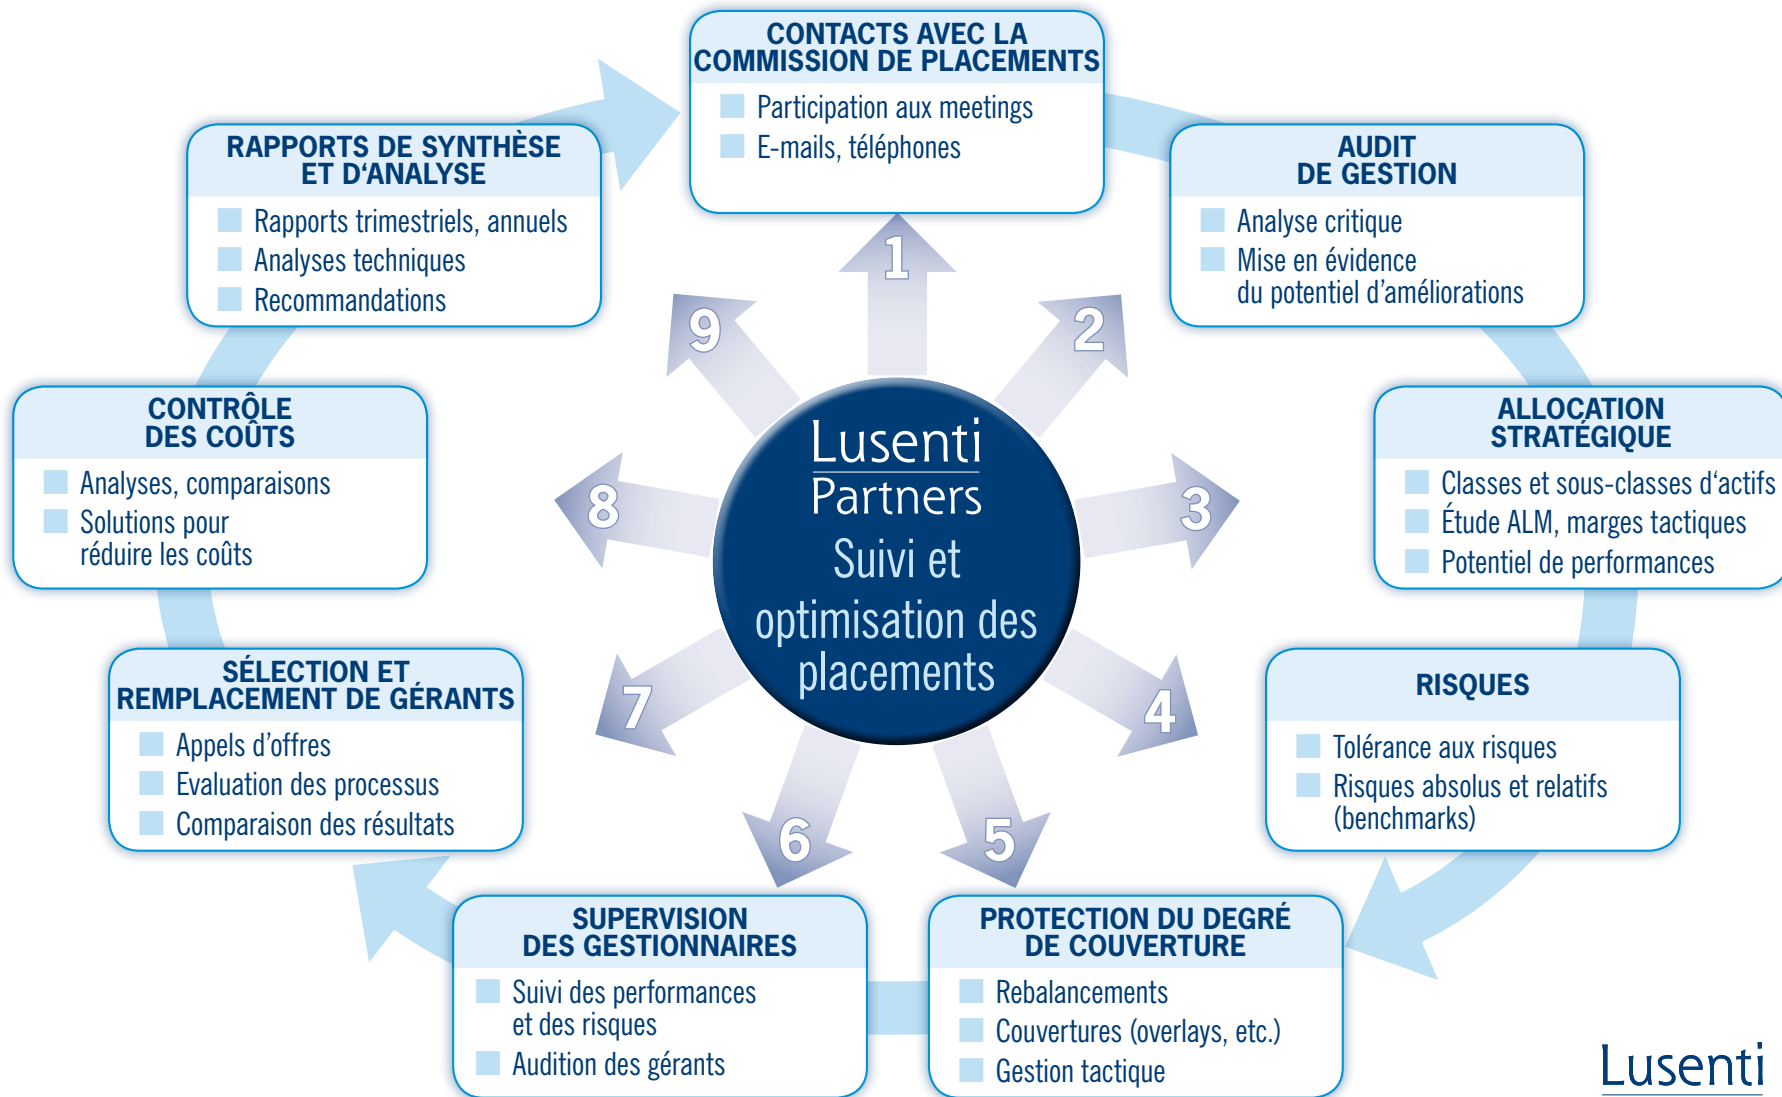 CONTACTS AVEC LA
COMMISSION DE PLACEMENTS
Participation aux meetings
E-mails, téléphones
1
AUDIT
DE GESTION
Analyse critique
Mise en évidence
du potentiel d’améliorations
2
ALLOCATION
STRATÉGIQUE
Classes et sous-classes d‘actifs
Étude ALM, marges tactiques
Potentiel de performances
3
RISQUES
Tolérance aux risques
Risques absolus et relatifs
(benchmarks)
4
PROTECTION DU DEGRÉ
DE COUVERTURE
Rebalancements
Couvertures (overlays, etc.)
Gestion tactique
5
SUPERVISION
DES GESTIONNAIRES
Suivi des performances
et des risques
Audition des gérants
6
SÉLECTION ET
REMPLACEMENT DE GÉRANTS
Appels d’offres
Evaluation des processus
Comparaison des résultats
7
CONTRÔLE
DES COÛTS
Analyses, comparaisons
Solutions pour
réduire les coûts
8
RAPPORTS DE SYNTHÈSE
ET D‘ANALYSE
Rapports trimestriels, annuels
Analyses techniques
Recommandations
9
Lusenti
Partners
Suivi et
optimisation des
placements
Lusenti